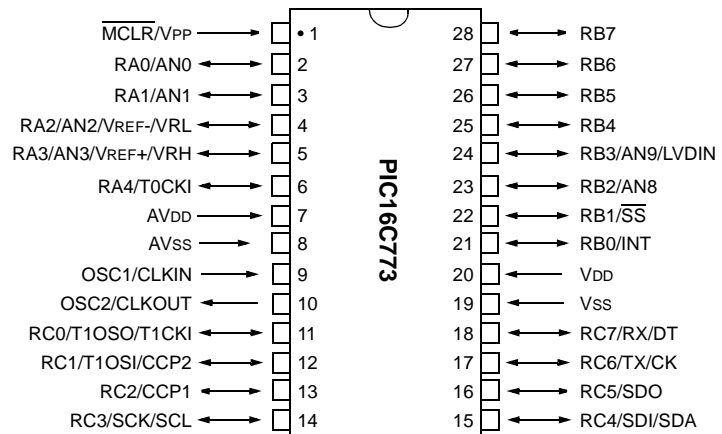 MCLR/VPP • 1 28 RB7
RA0/AN0 2 27 RB6
RA1/AN1 3 26 RB5
RA2/AN2/VREF-/VRL 4 25 RB4
RA3/AN3/VREF+/VRH 5 24 RB3/AN9/LVDIN
RA4/T0CKI 6 23 RB2/AN8
AVDD 7 22 RB1/SS
AVSS 8 21 RB0/INT
OSC1/CLKIN 9 20 VDD
OSC2/CLKOUT 10 19 VSS
RC0/T1OSO/T1CKI 11 18 RC7/RX/DT
RC1/T1OSI/CCP2 12 17 RC6/TX/CK
RC2/CCP1 13 16 RC5/SDO
RC3/SCK/SCL 14 15 RC4/SDI/SDA
PIC16C773